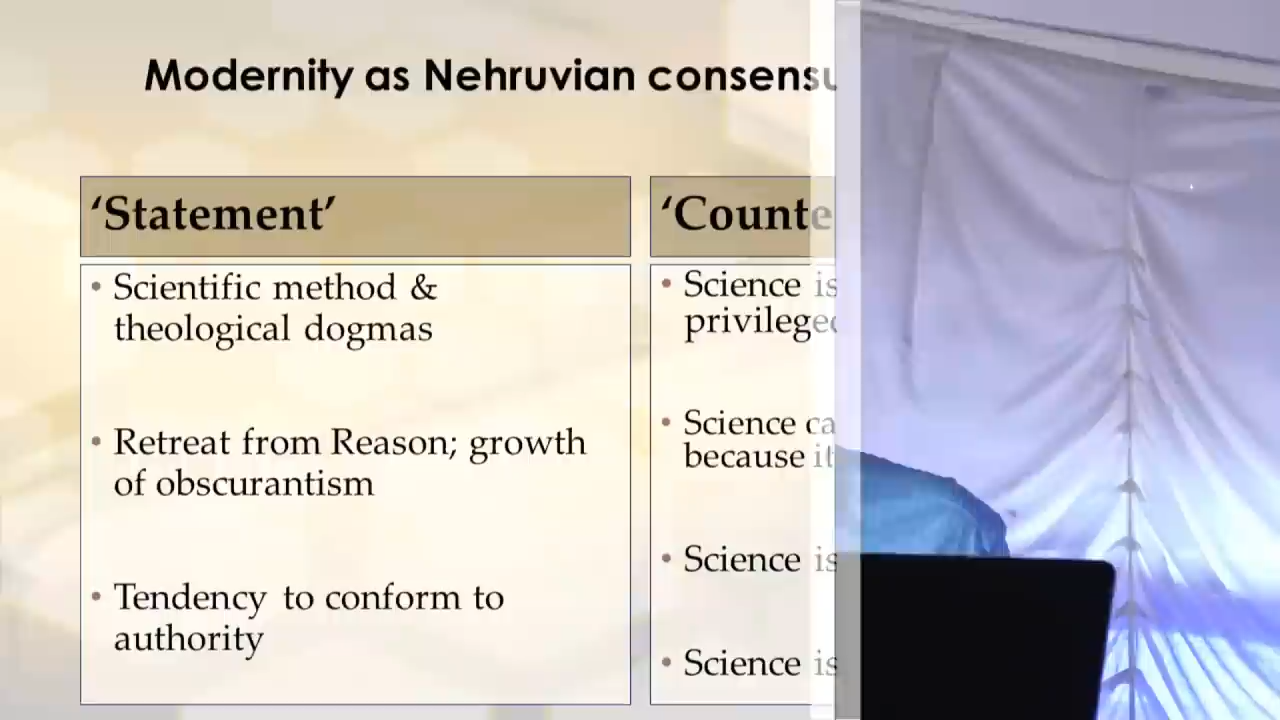 Modernity as Nehruvian consensu
‘Statement’
• Scientific method &
theological dogmas
• Retreat from Reason; growth
of obscurantism
• Tendency to conform to
authority
‘Counte
• Science is
privileged
• Science ca
because it
• Science is
• Science is